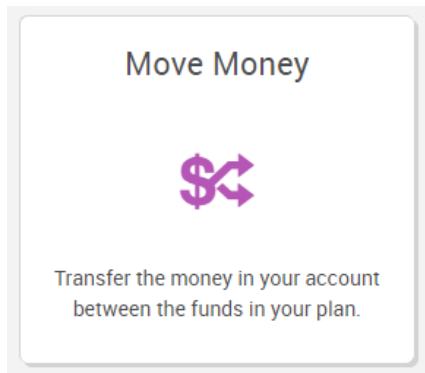 Move Money
$
Transfer the money in your account
between the funds in your plan.